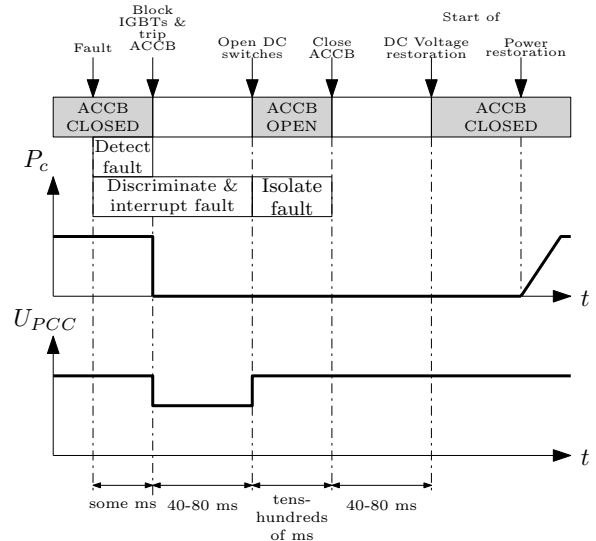 Block
IGBTs &
trip
ACCB
Fault
Open DC
switches
Close
ACCB
Start of
DC Voltage
restoration
Power
restoration
ACCB
CLOSED
ACCB
OPEN
ACCB
CLOSED
Detect
fault
Discriminate &
interrupt fault
Isolate
fault
P_c
t
U_{PCC}
t
some ms
40-80 ms
tens-
hundreds
of ms
40-80 ms